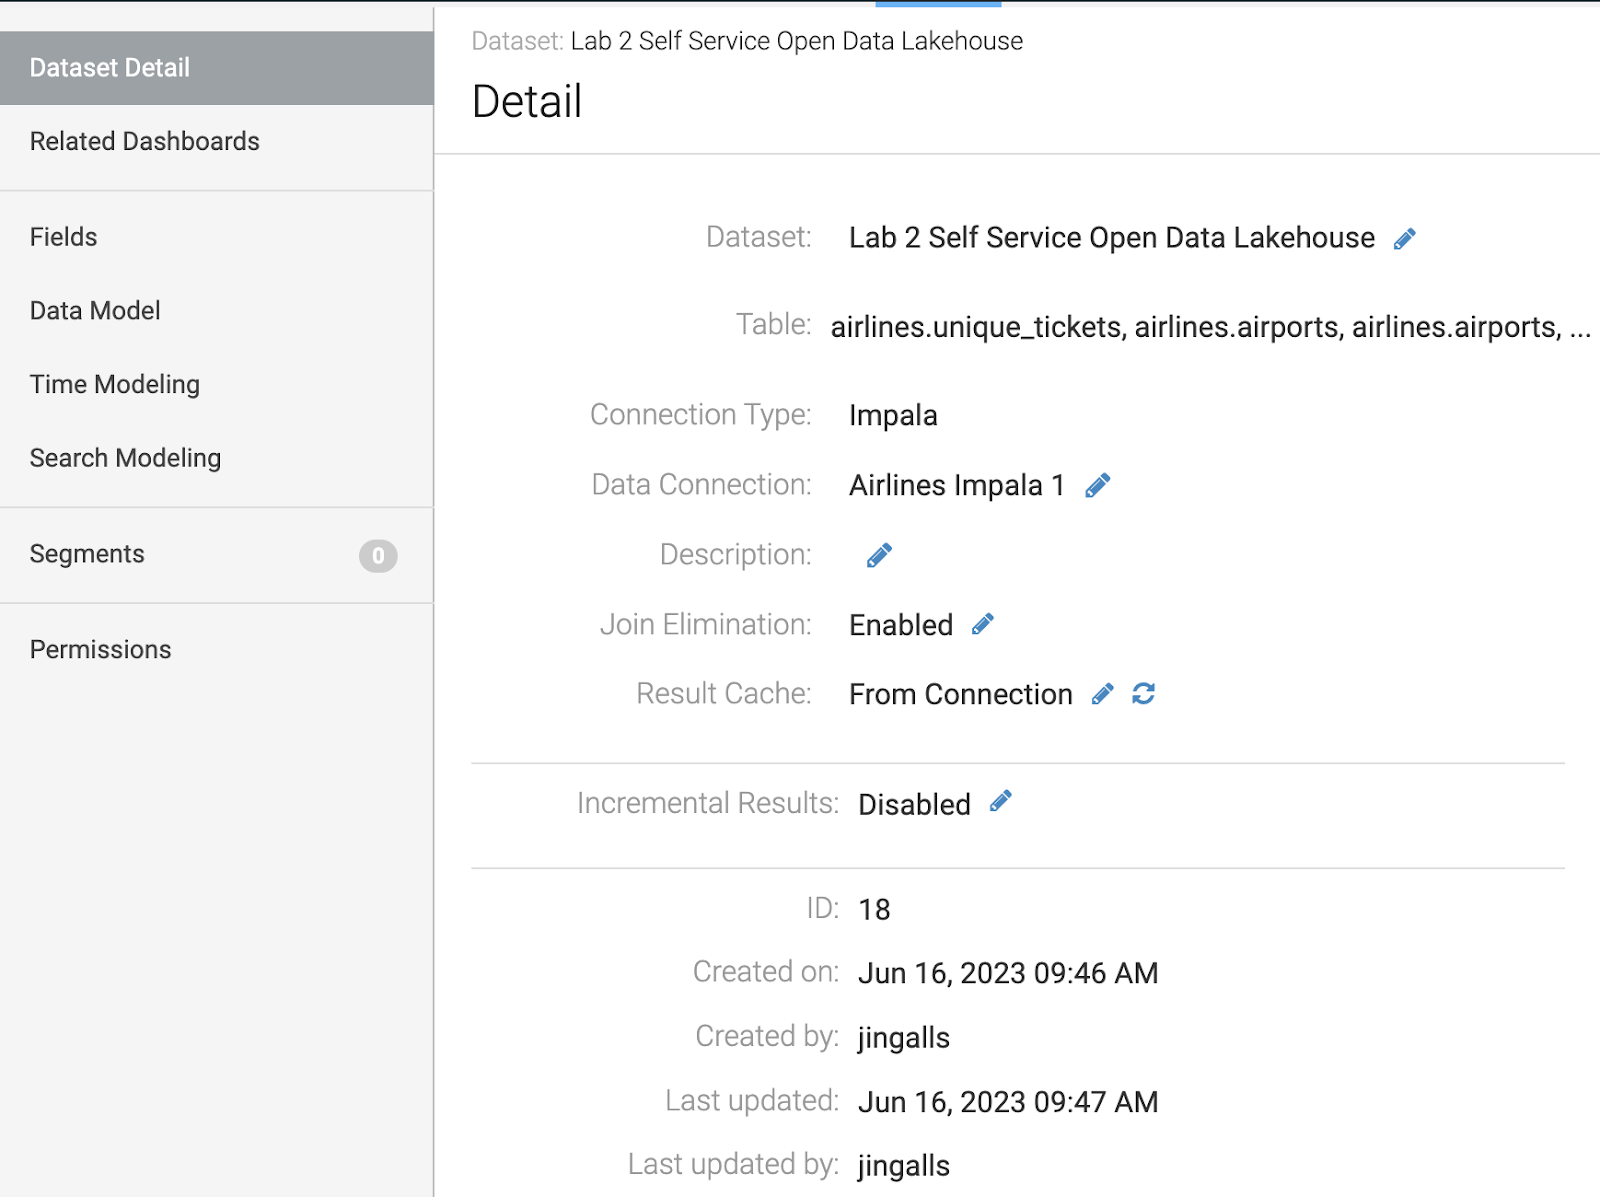 Dataset Detail
Related Dashboards
Fields
Data Model
Time Modeling
Search Modeling
Segments 0
Permissions
Dataset: Lab 2 Self Service Open Data Lakehouse
Detail
Dataset: Lab 2 Self Service Open Data Lakehouse
Table: airlines.unique_tickets, airlines.airports, airlines.airports, ...
Connection Type: Impala
Data Connection: Airlines Impala 1
Description:
Join Elimination: Enabled
Result Cache: From Connection
Incremental Results: Disabled
ID: 18
Created on: Jun 16, 2023 09:46 AM
Created by: jingalls
Last updated: Jun 16, 2023 09:47 AM
Last updated by: jingalls